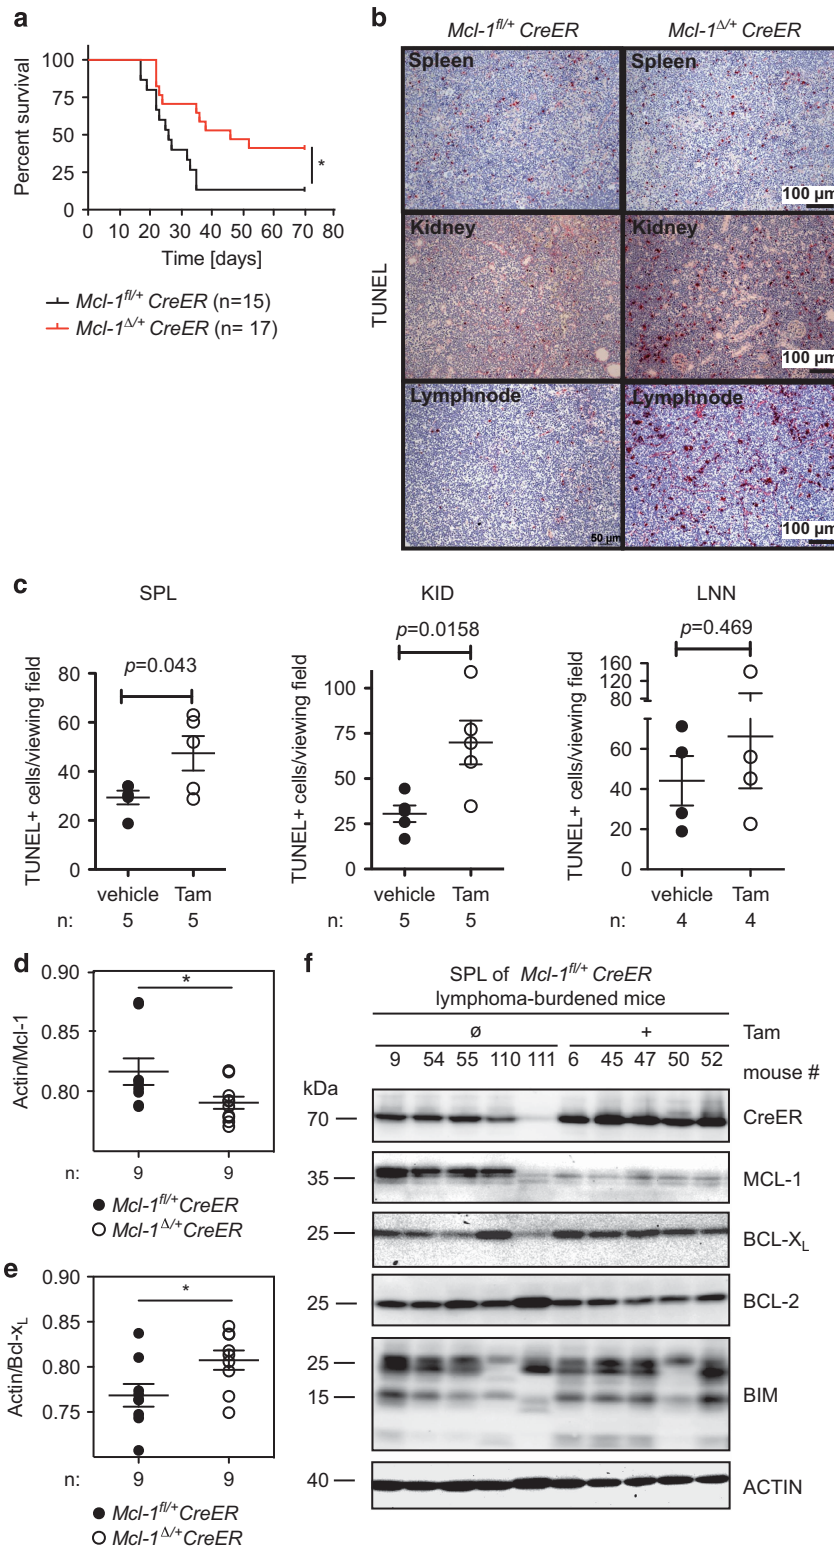 a
Percent survival
100
75
50
25
0
0 10 20 30 40 50 60 70 80
*
Time [days]
Mcl-1fl/+ CreER (n=15)
Mcl-1Δ/+ CreER (n= 17)
b
Mcl-1fl/+ CreER Mcl-1Δ/+ CreER
TUNEL
Spleen Spleen
100 µm
Kidney Kidney
100 µm
Lymphnode Lymphnode
50 µm 100 µm
c
SPL
p=0.043
TUNEL+ cells/viewing field
80
60
40
20
0
vehicle Tam
n: 5 5
KID
p=0.0158
TUNEL+ cells/viewing field
100
75
50
25
0
vehicle Tam
n: 5 5
LNN
p=0.469
TUNEL+ cells/viewing field
160
120
80
60
40
20
0
vehicle Tam
n: 4 4
d
Actin/Mcl-1
0.90
0.85
0.80
*
n: 9 9
Mcl-1fl/+CreER
Mcl-1Δ/+CreER
e
Actin/Bcl-xL
0.90
0.85
0.80
0.75
*
n: 9 9
Mcl-1fl/+CreER
Mcl-1Δ/+CreER
f
SPL of Mcl-1fl/+ CreER
lymphoma-burdened mice
ø + Tam
9 54 55 110 111 6 45 47 50 52 mouse #
kDa
70 CreER
35 MCL-1
25 BCL-XL
25 BCL-2
25
15 BIM
40 ACTIN